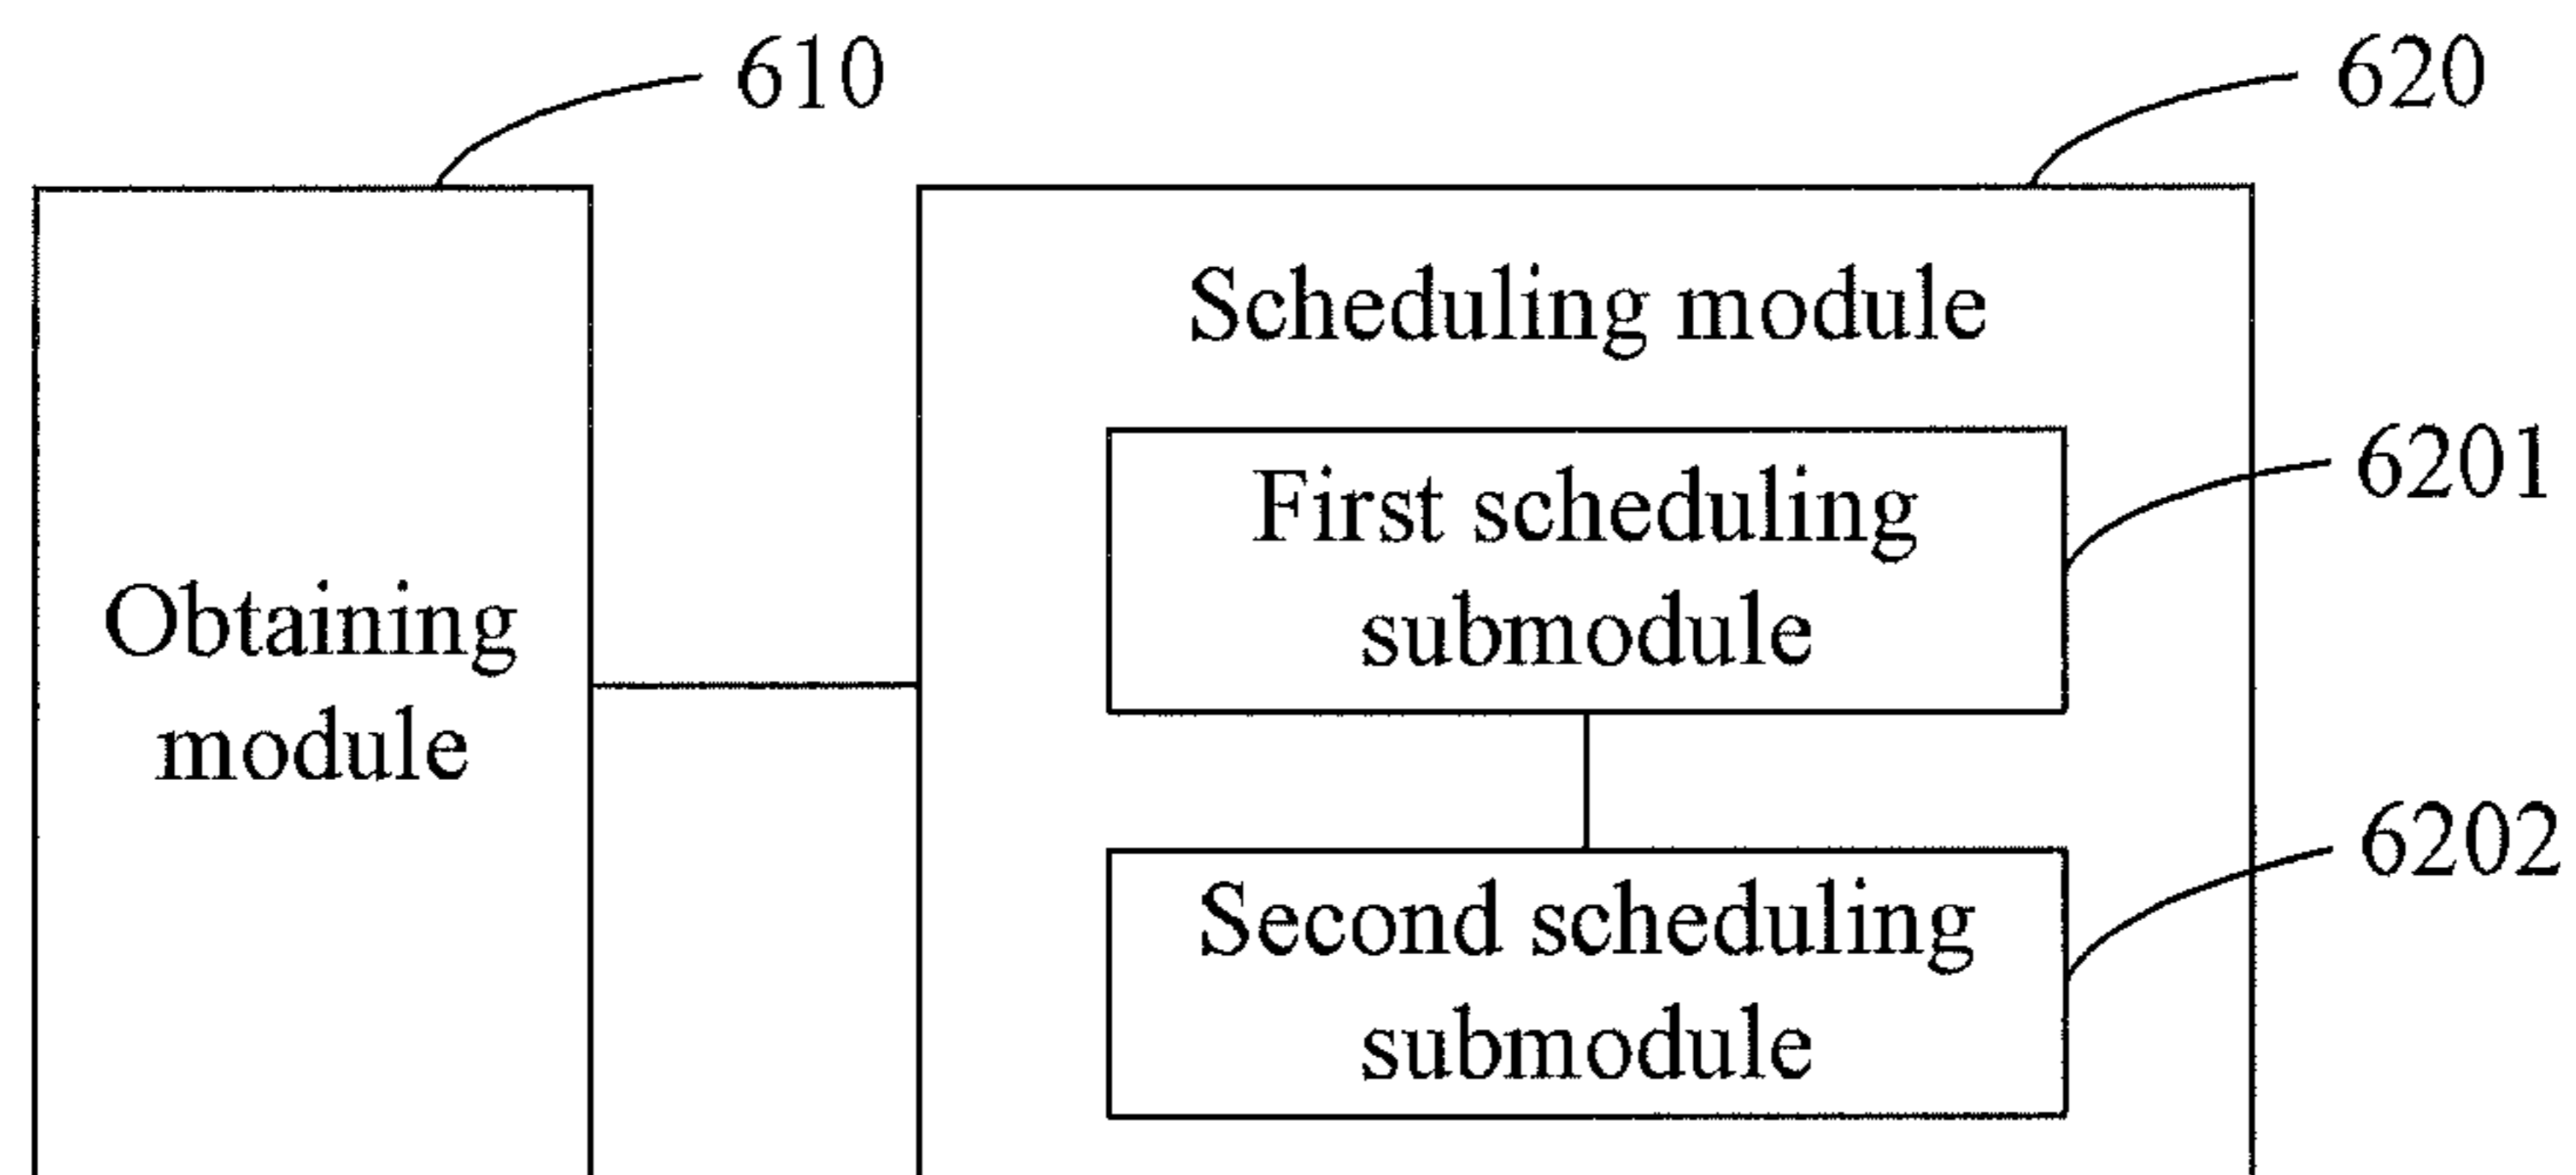 610
620
Scheduling module
First scheduling
submodule
6201
Obtaining
module
Second scheduling
submodule
6202